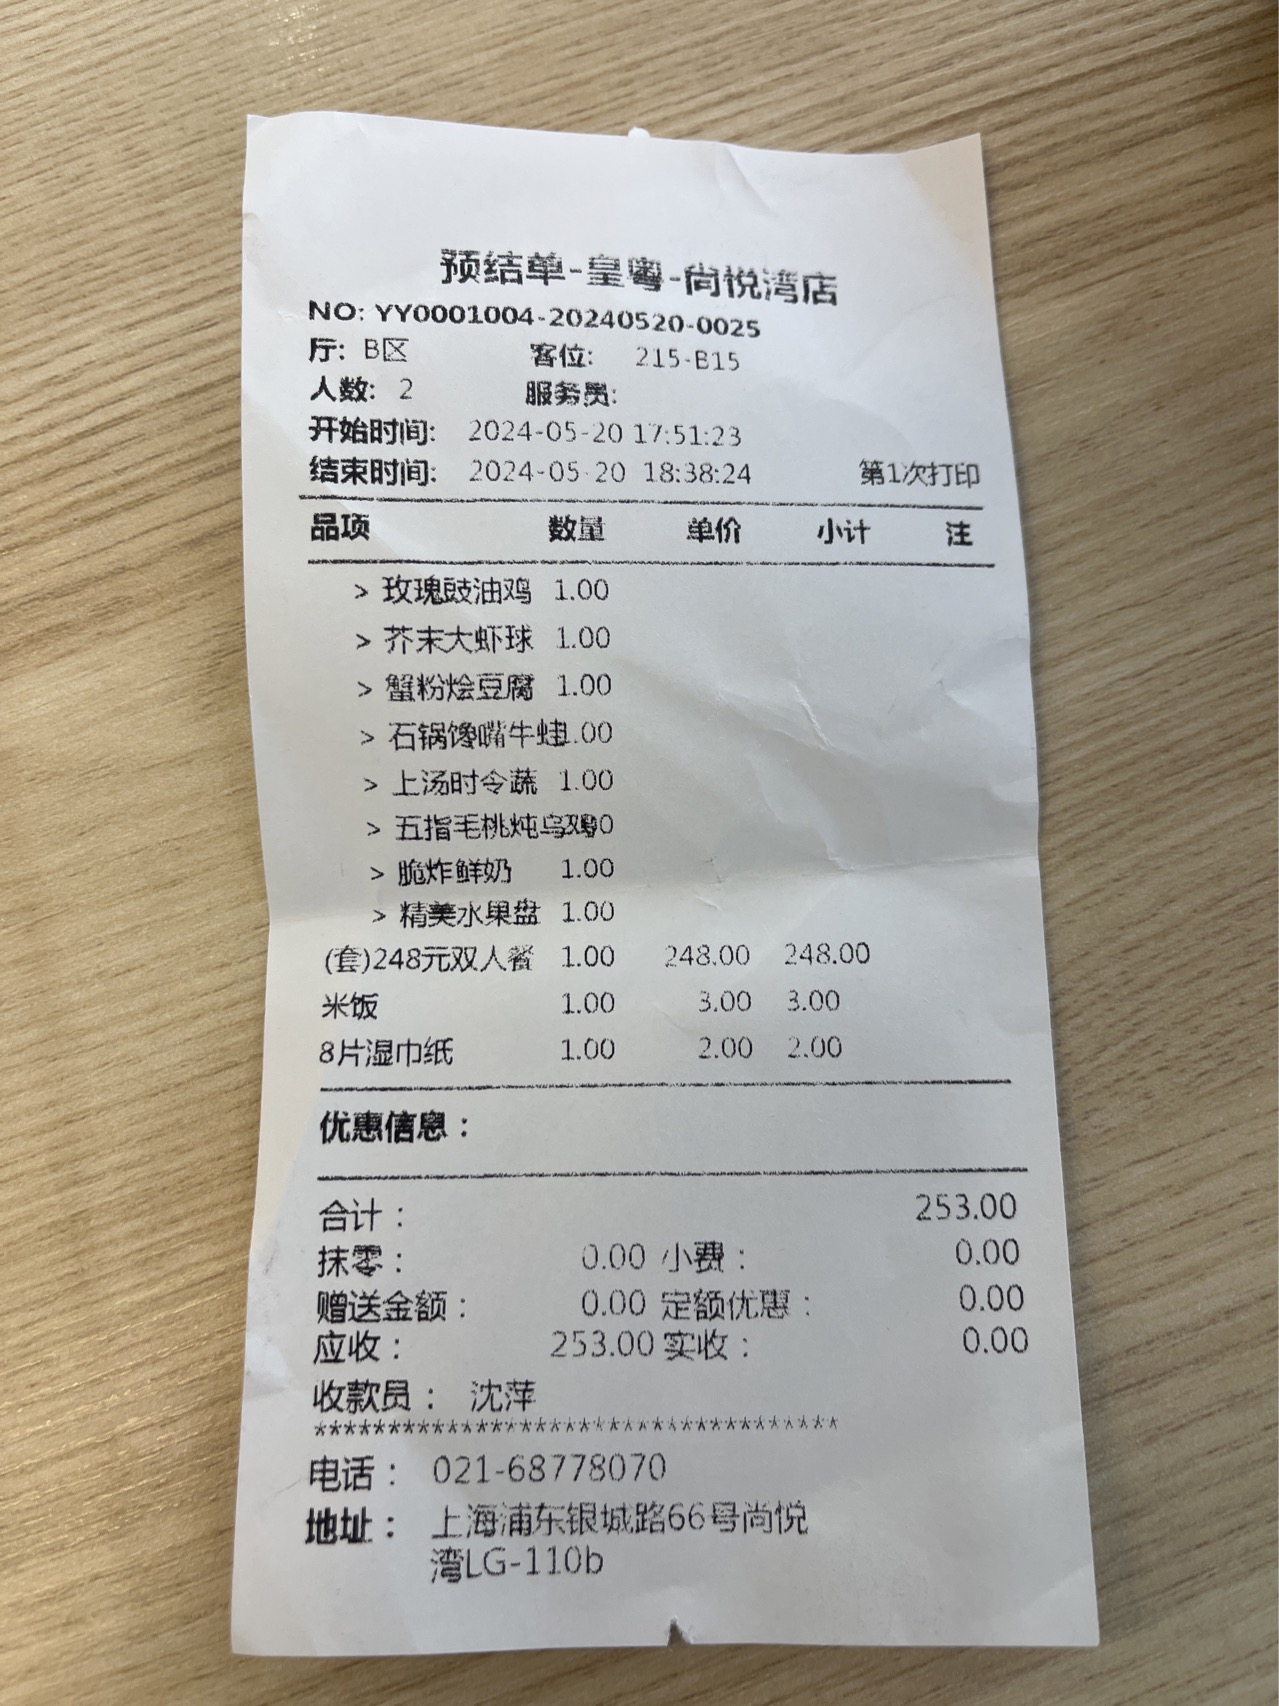 预结单-皇粤-尚悦湾店
NO: YY0001004-20240520-0025
厅: B区 客位: 215-B15
人数: 2 服务员:
开始时间: 2024-05-20 17:51:23
结束时间: 2024-05-20 18:38:24 第1次打印
品项 数量 单价 小计 注
> 玫瑰豉油鸡 1.00
> 芥末大虾球 1.00
> 蟹粉烩豆腐 1.00
> 石锅馋嘴牛蛙1.00
> 上汤时令蔬 1.00
> 五指毛桃炖乌鸡
> 脆炸鲜奶 1.00
> 精美水果盘 1.00
(套)248元双人餐 1.00 248.00 248.00
米饭 1.00 3.00 3.00
8片湿巾纸 1.00 2.00 2.00
优惠信息：
合计： 253.00
抹零： 0.00 小费： 0.00
赠送金额： 0.00 定额优惠： 0.00
应收： 253.00 实收： 0.00
收款员： 沈萍
************************************
电话： 021-68778070
地址： 上海浦东银城路66号尚悦
湾LG-110b